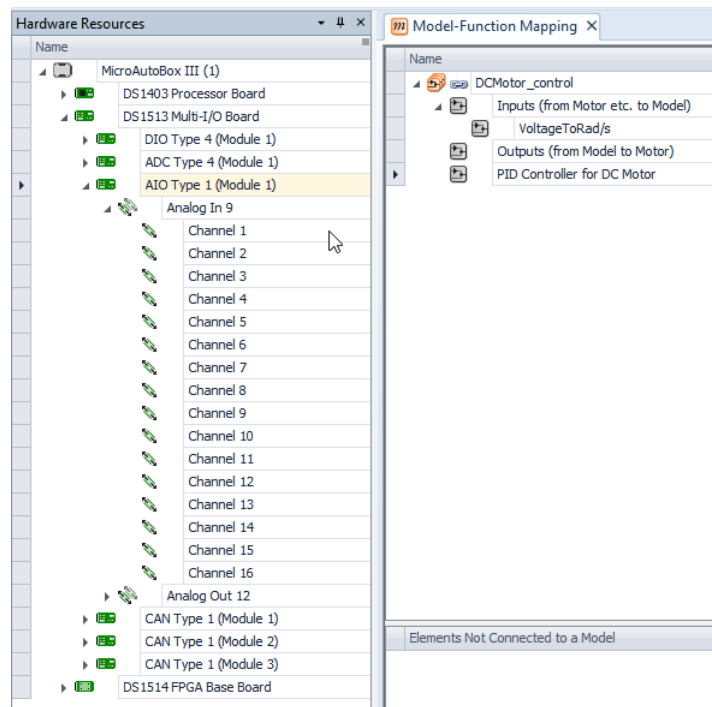 Hardware Resources
Name
MicroAutoBox III (1)
DS1403 Processor Board
DS1513 Multi-I/O Board
DIO Type 4 (Module 1)
ADC Type 4 (Module 1)
AIO Type 1 (Module 1)
Analog In 9
Channel 1
Channel 2
Channel 3
Channel 4
Channel 5
Channel 6
Channel 7
Channel 8
Channel 9
Channel 10
Channel 11
Channel 12
Channel 13
Channel 14
Channel 15
Channel 16
Analog Out 12
CAN Type 1 (Module 1)
CAN Type 1 (Module 2)
CAN Type 1 (Module 3)
DS1514 FPGA Base Board
m Model-Function Mapping
Name
DCMotor_control
Inputs (from Motor etc. to Model)
VoltageToRad/s
Outputs (from Model to Motor)
PID Controller for DC Motor
Elements Not Connected to a Model